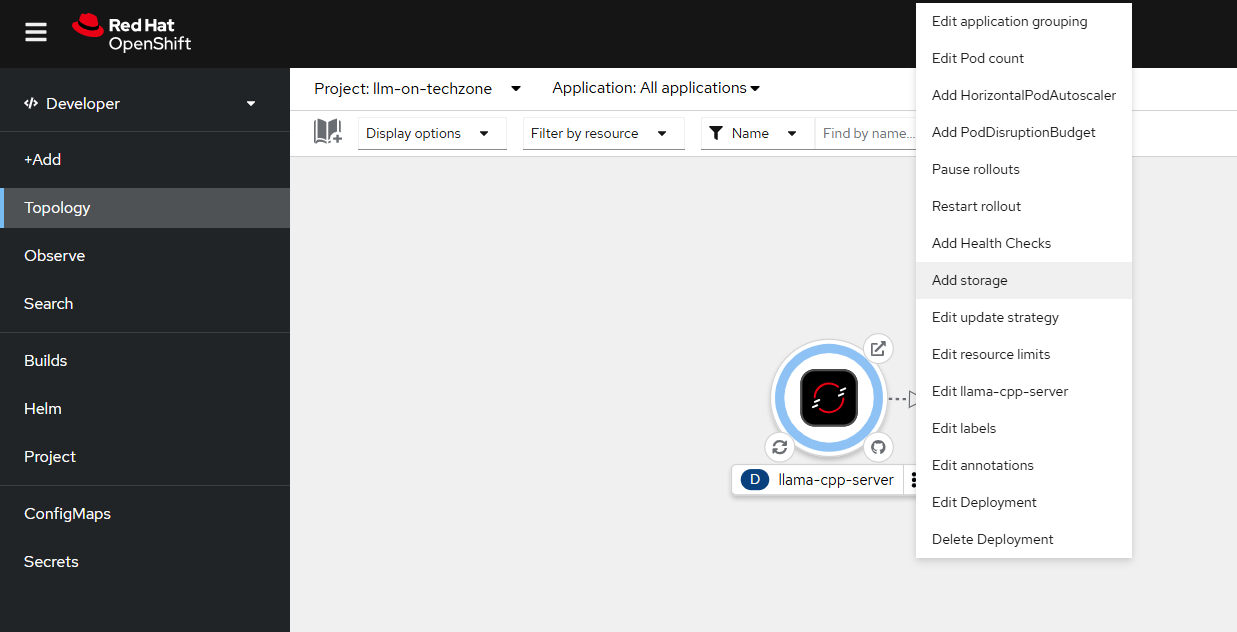 Red Hat
OpenShift
Developer
+Add
Topology
Observe
Search
Builds
Helm
Project
ConfigMaps
Secrets
Project: llm-on-techzone
Application: All applications
Display options
Filter by resource
Name
Find by name...
D
llama-cpp-server
Edit application grouping
Edit Pod count
Add HorizontalPodAutoscaler
Add PodDisruptionBudget
Pause rollouts
Restart rollout
Add Health Checks
Add storage
Edit update strategy
Edit resource limits
Edit llama-cpp-server
Edit labels
Edit annotations
Edit Deployment
Delete Deployment